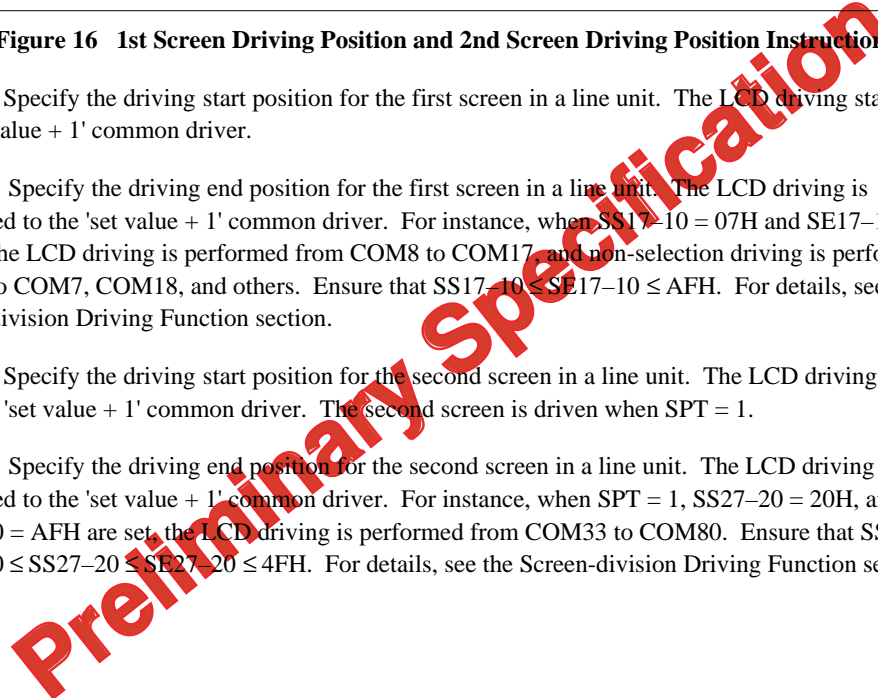 Figure 16 1st Screen Driving Position and 2nd Screen Driving Position Instruction
Specify the driving start position for the first screen in a line unit. The LCD driving sta
alue + 1' common driver.
Specify the driving end position for the first screen in a line unit. The LCD driving is
ed to the 'set value + 1' common driver. For instance, when SS17–10 = 07H and SE17–1
he LCD driving is performed from COM8 to COM17, and non-selection driving is perfo
o COM7, COM18, and others. Ensure that SS17–10 ≤ SE17–10 ≤ AFH. For details, see
division Driving Function section.
Specify the driving start position for the second screen in a line unit. The LCD driving
'set value + 1' common driver. The second screen is driven when SPT = 1.
Specify the driving end position for the second screen in a line unit. The LCD driving
ed to the 'set value + 1' common driver. For instance, when SPT = 1, SS27–20 = 20H, a
0 = AFH are set, the LCD driving is performed from COM33 to COM80. Ensure that SS
0 ≤ SS27–20 ≤ SE27–20 ≤ 4FH. For details, see the Screen-division Driving Function se
Preliminary Specification